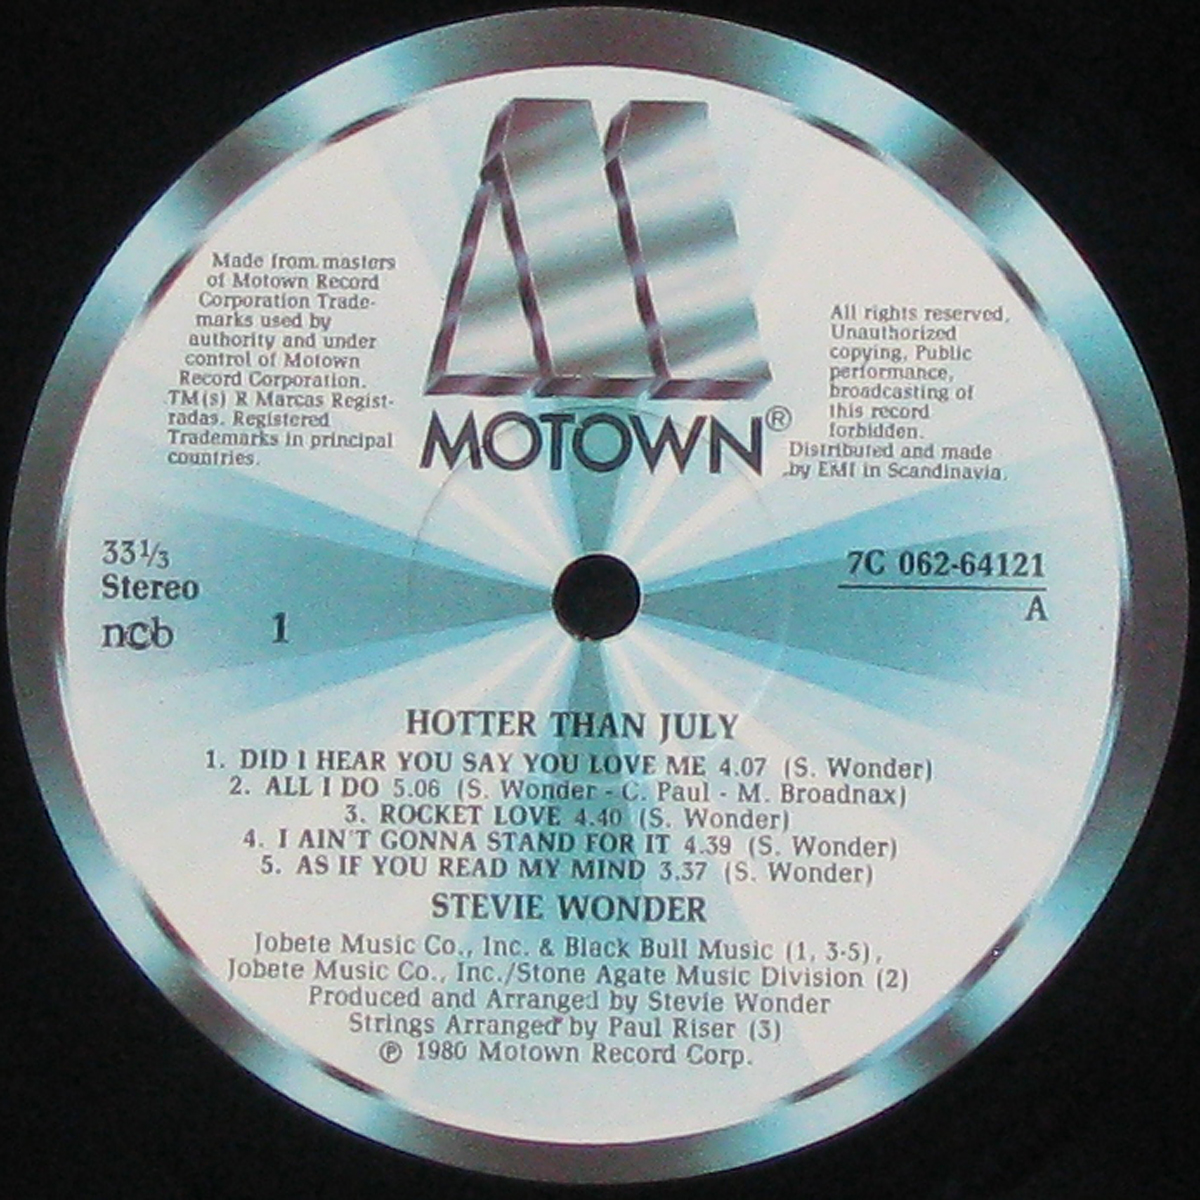 MOTOWN®
Made from masters
of Motown Record
Corporation Trade-
marks used by
authority and under
control of Motown
Record Corporation.
TM(s) R Marcas Regist-
radas. Registered
Trademarks in principal
countries.
All rights reserved.
Unauthorized
copying, Public
performance,
broadcasting of
this record
forbidden.
Distributed and made
by EMI in Scandinavia.
33 1/3
Stereo
ncb 1
7C 062-64121
A
HOTTER THAN JULY
1. DID I HEAR YOU SAY YOU LOVE ME 4.07 (S. Wonder)
2. ALL I DO 5.06 (S. Wonder - C. Paul - M. Broadnax)
3. ROCKET LOVE 4.40 (S. Wonder)
4. I AIN'T GONNA STAND FOR IT 4.39 (S. Wonder)
5. AS IF YOU READ MY MIND 3.37 (S. Wonder)
STEVIE WONDER
Jobete Music Co., Inc. & Black Bull Music (1, 3-5),
Jobete Music Co., Inc./Stone Agate Music Division (2)
Produced and Arranged by Stevie Wonder
Strings Arranged by Paul Riser (3)
℗ 1980 Motown Record Corp.